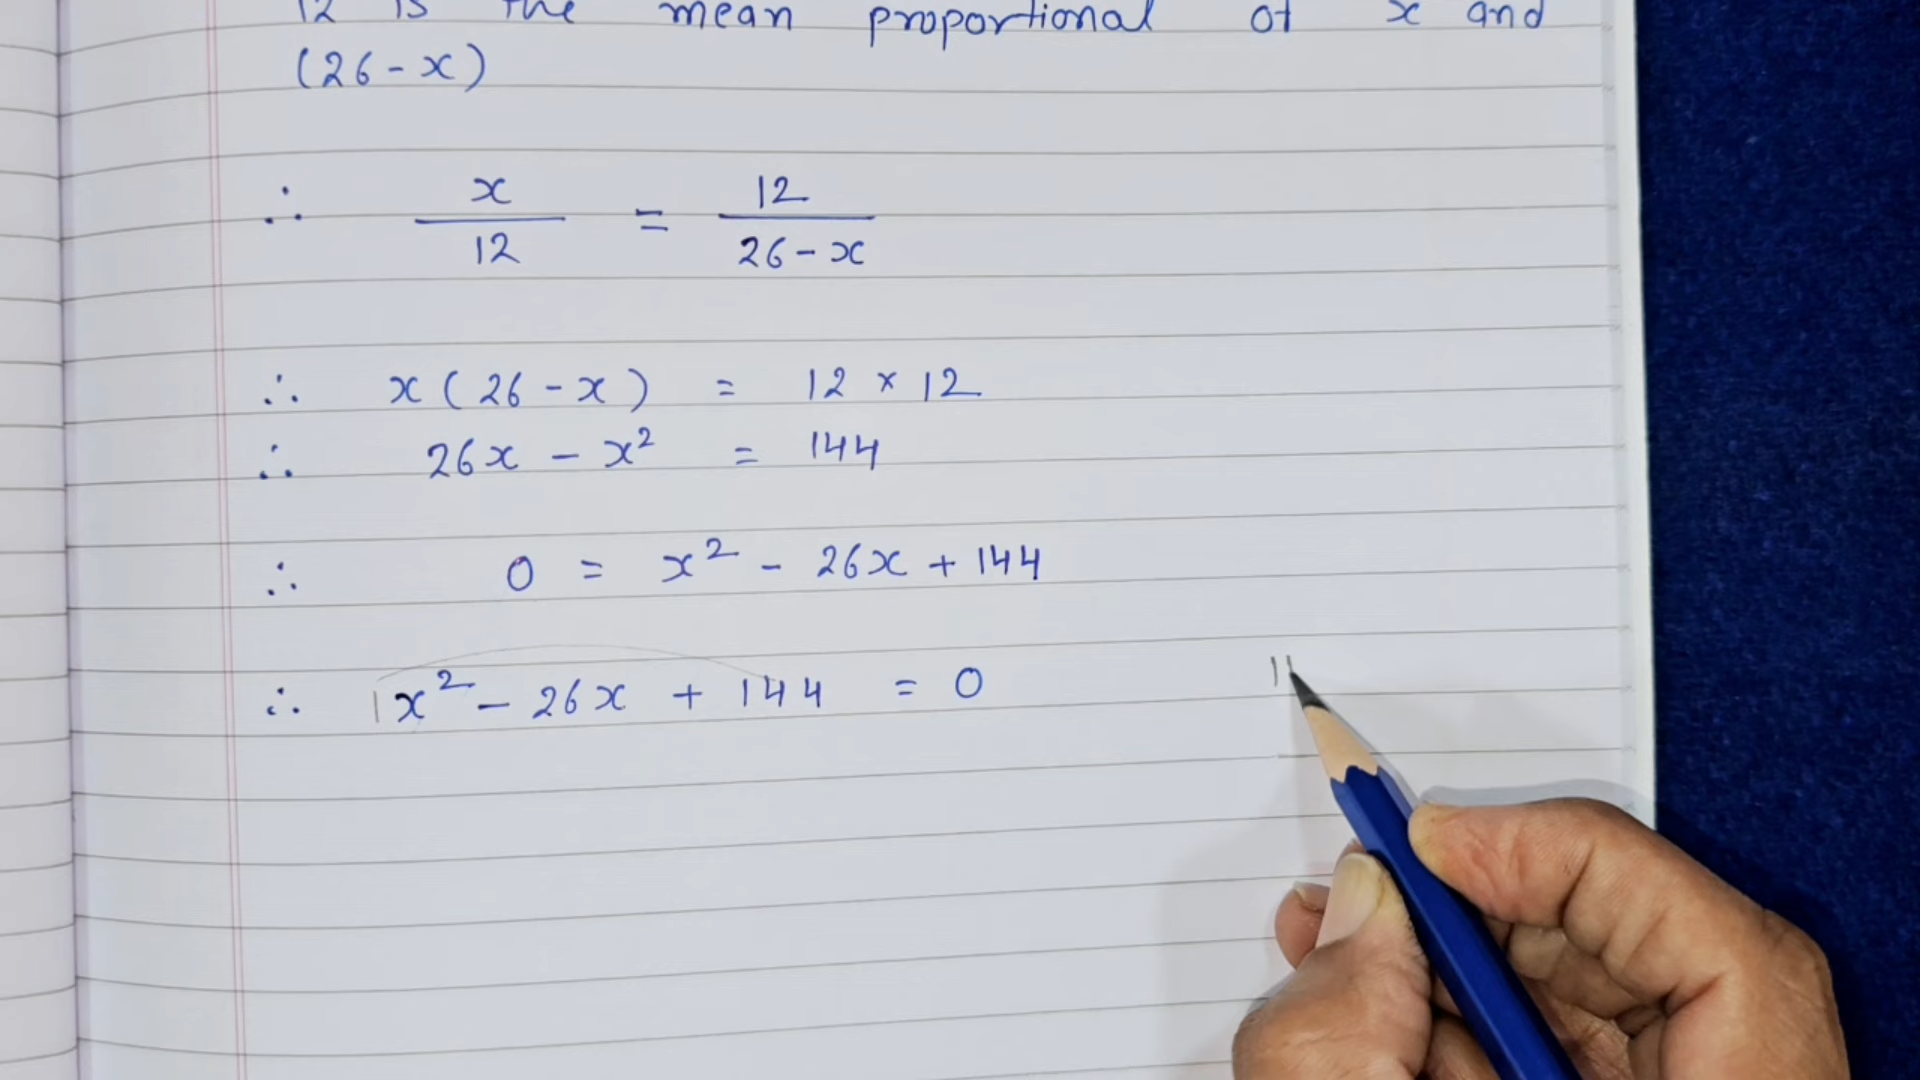 12 is the mean proportional of x and
(26 - x)
∴ x/12 = 12/(26 - x)
∴ x(26 - x) = 12 × 12
∴ 26x - x² = 144
∴ 0 = x² - 26x + 144
∴ 1x² - 26x + 144 = 0